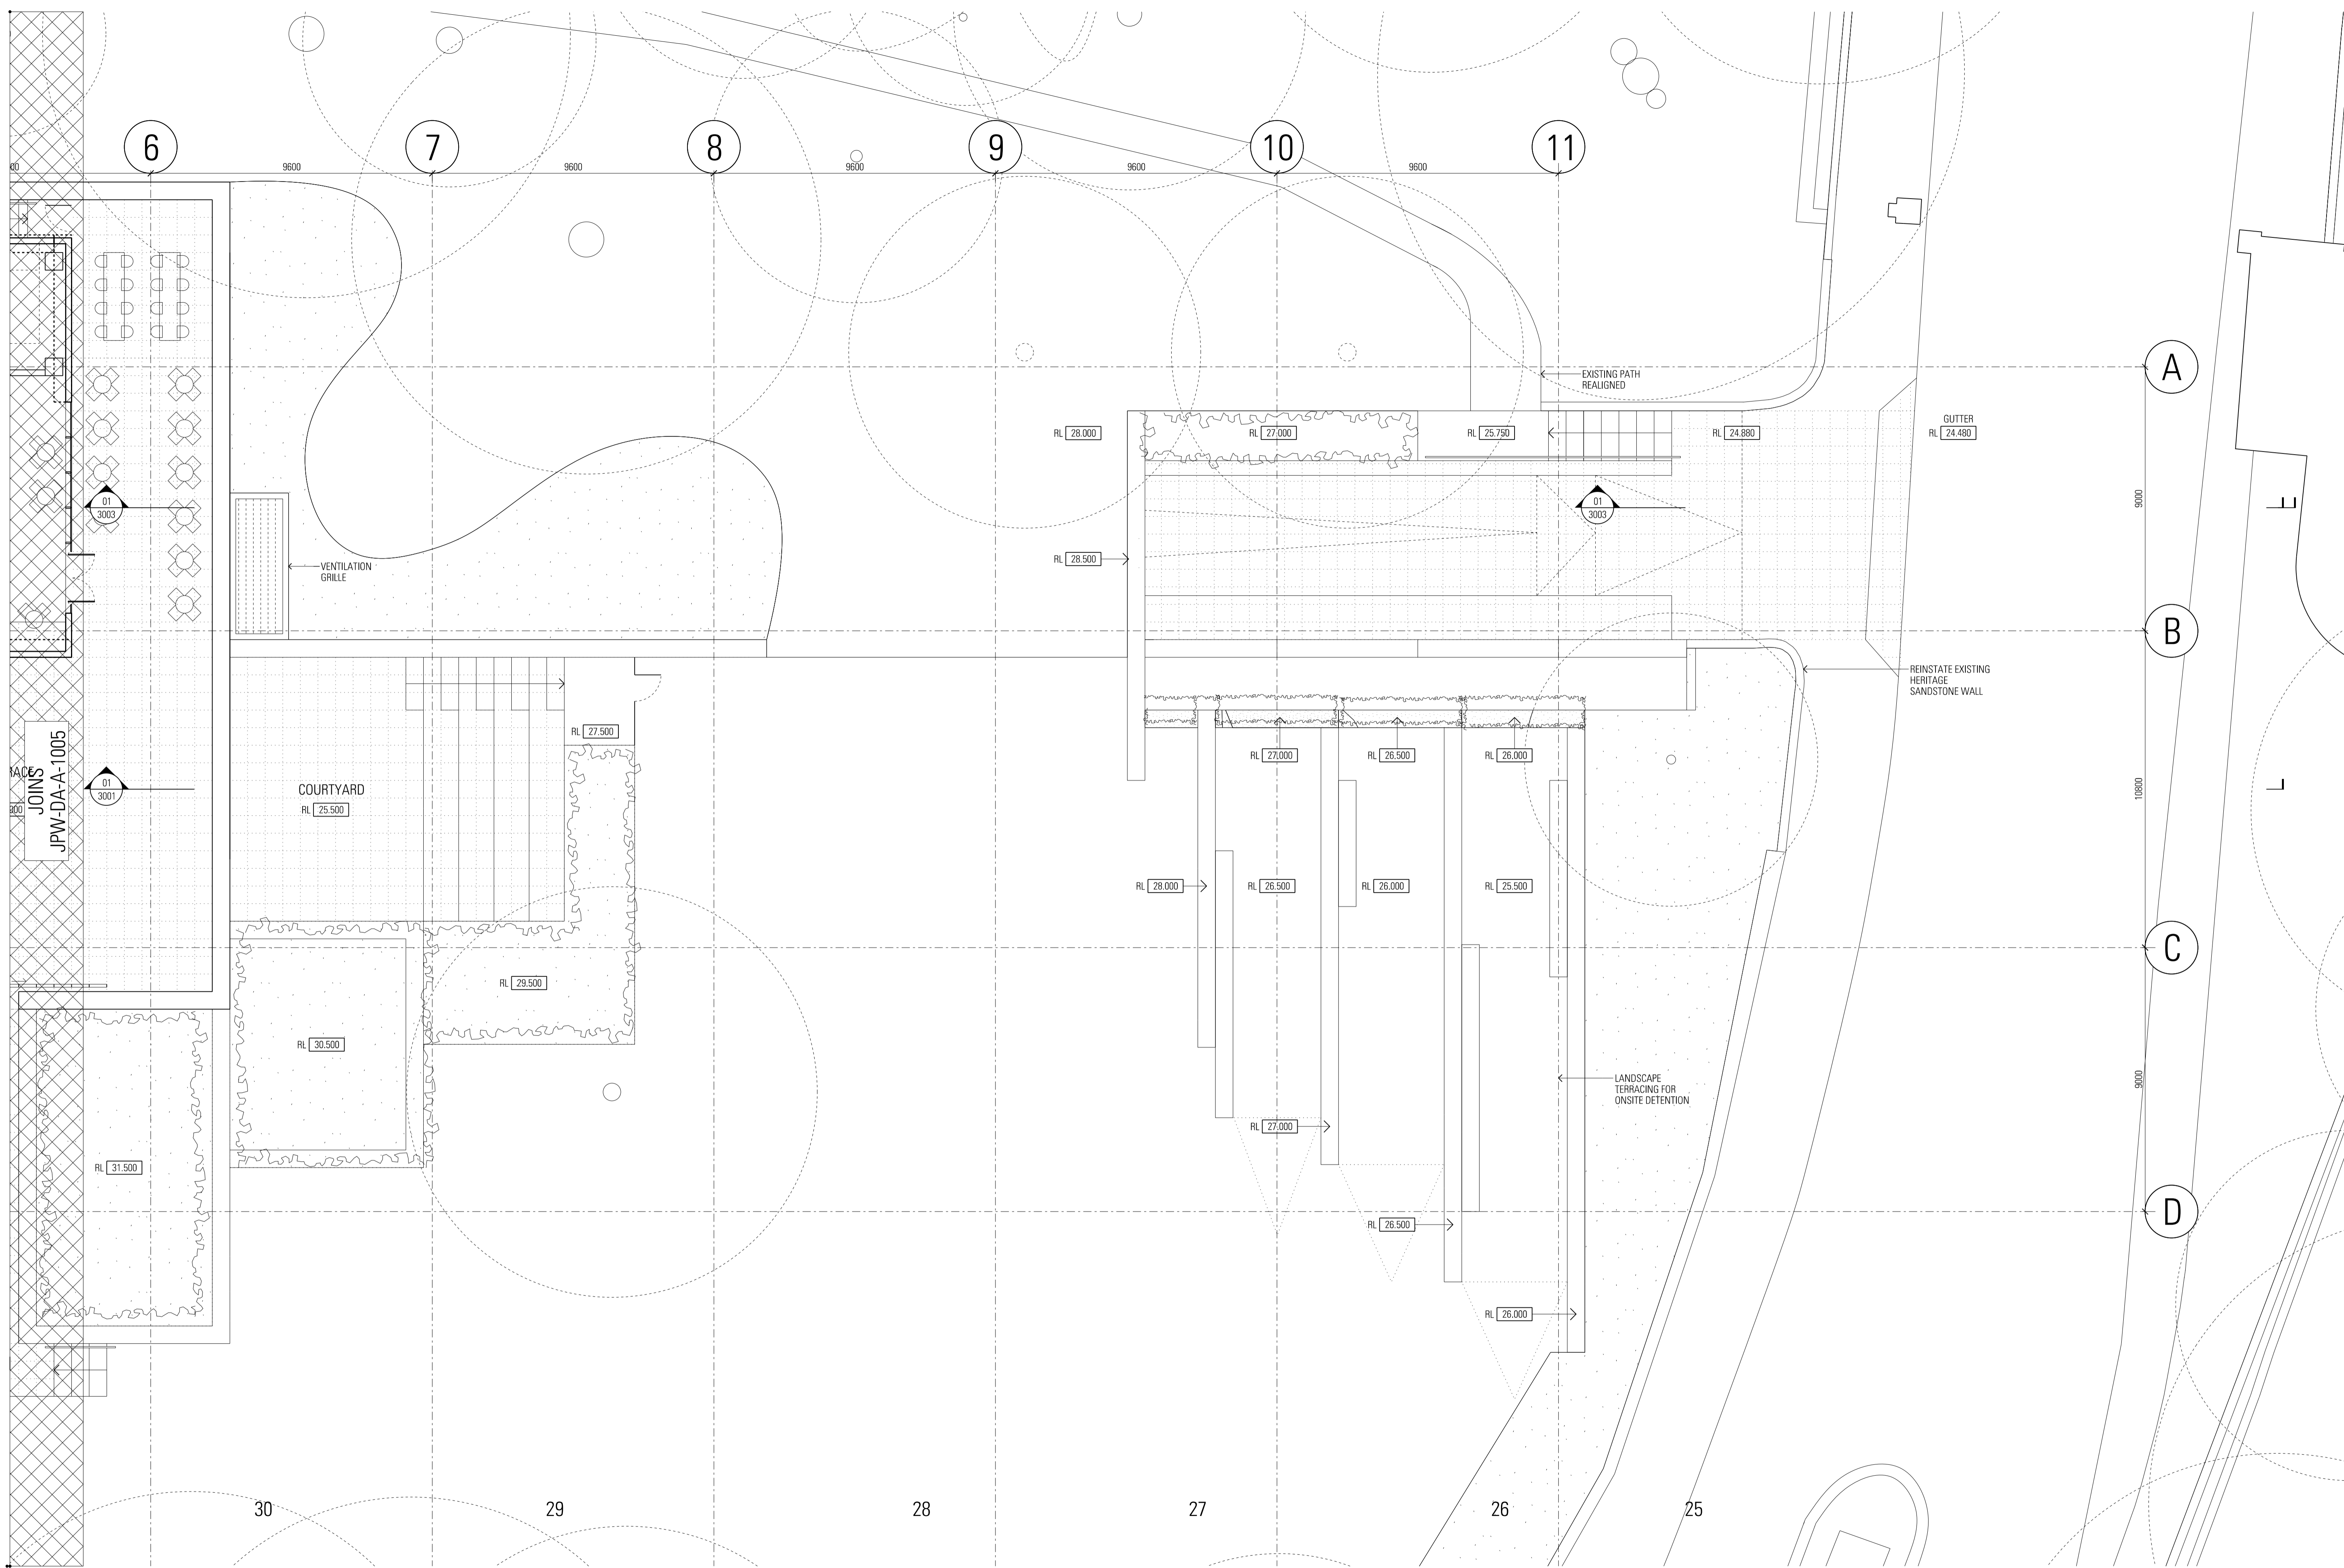 6
7
8
9
10
11
00
9600
9600
9600
9600
9600
A
EXISTING PATH
REALIGNED
RL 28.000
RL 27.000
RL 25.750
RL 24.880
GUTTER
RL 24.480
01
3003
01
3003
9000
RL 28.500
VENTILATION
GRILLE
B
REINSTATE EXISTING
HERITAGE
SANDSTONE WALL
RL 27.500
RL 27.000
RL 26.500
RL 26.000
JOINS
JPW-DA-A-1005
01
3001
COURTYARD
RL 25.500
10800
RL 28.000
RL 26.500
RL 26.000
RL 25.500
C
RL 29.500
RL 30.500
LANDSCAPE
TERRACING FOR
ONSITE DETENTION
9000
RL 27.000
RL 31.500
D
RL 26.500
RL 26.000
30
29
28
27
26
25